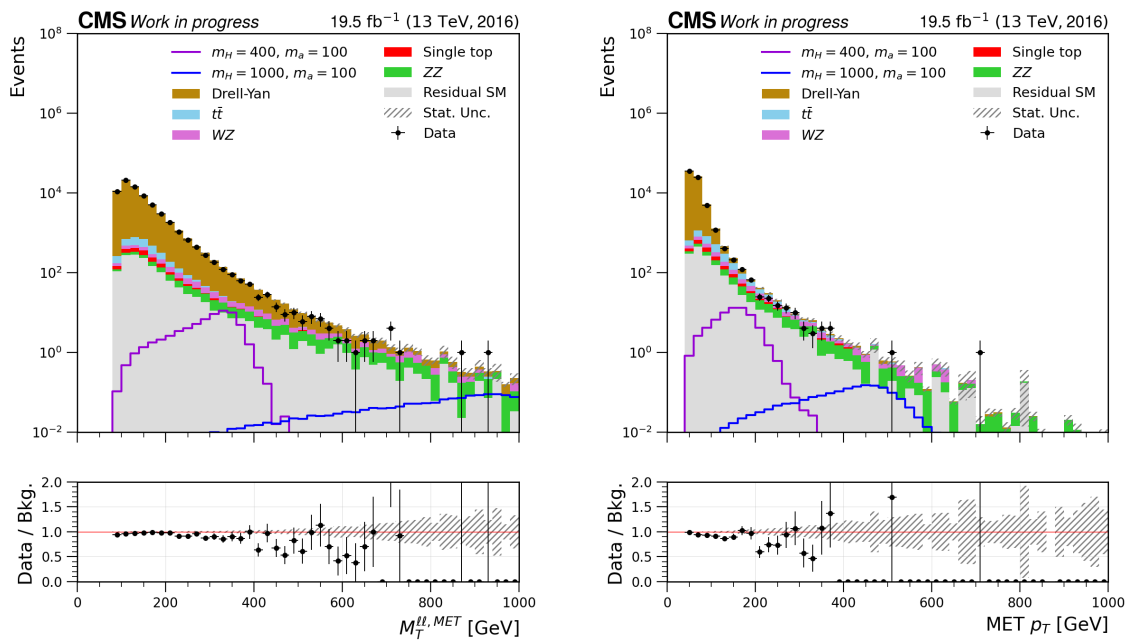 CMS Work in progress 19.5 fb⁻¹ (13 TeV, 2016)
Events
10⁸
10⁶
10⁴
10²
10⁰
10⁻²
m_H = 400, m_a = 100
m_H = 1000, m_a = 100
Drell-Yan
tt̄
WZ
Single top
ZZ
Residual SM
Stat. Unc.
Data
Data / Bkg.
2.0
1.5
1.0
0.5
0.0
0 200 400 600 800 1000
M_T^{ℓℓ,MET} [GeV]
CMS Work in progress 19.5 fb⁻¹ (13 TeV, 2016)
Events
10⁸
10⁶
10⁴
10²
10⁰
10⁻²
m_H = 400, m_a = 100
m_H = 1000, m_a = 100
Drell-Yan
tt̄
WZ
Single top
ZZ
Residual SM
Stat. Unc.
Data
Data / Bkg.
2.0
1.5
1.0
0.5
0.0
0 200 400 600 800 1000
MET p_T [GeV]